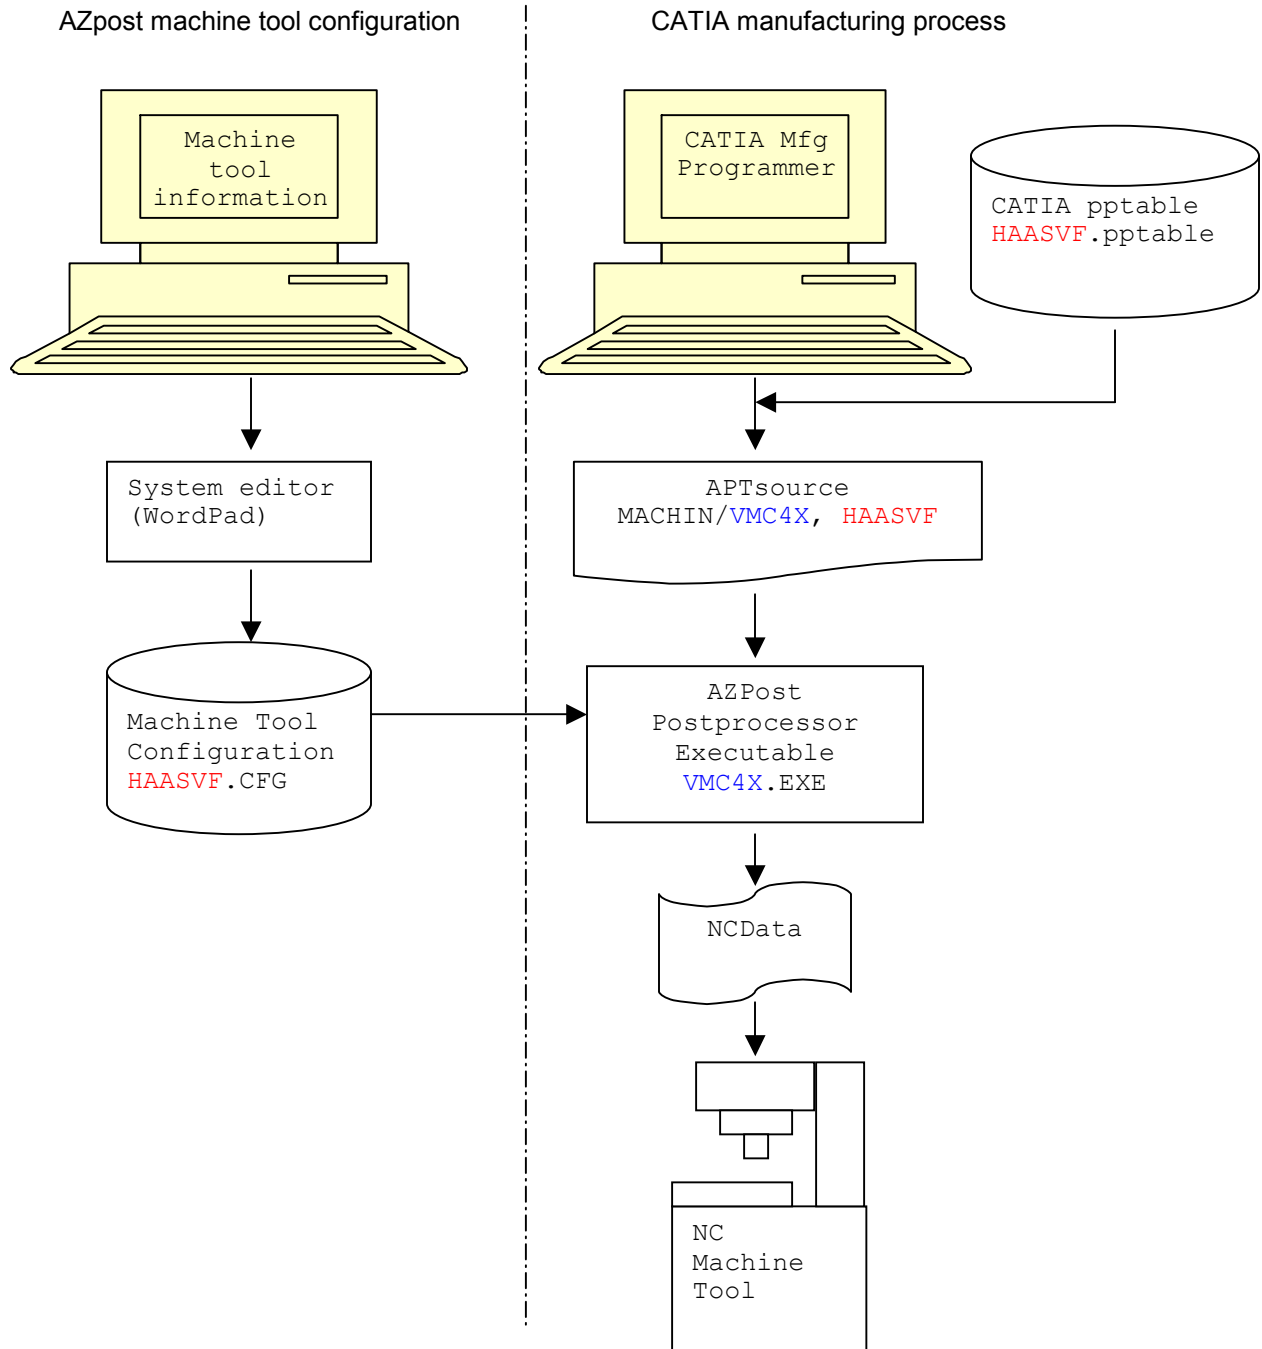 AZpost machine tool configuration
CATIA manufacturing process
Machine
tool
information
CATIA Mfg
Programmer
CATIA pptable
HAASVF.pptable
System editor
(WordPad)
APTsource
MACHIN/VMC4X, HAASVF
Machine Tool
Configuration
HAASVF.CFG
AZPost
Postprocessor
Executable
VMC4X.EXE
NCData
NC
Machine
Tool